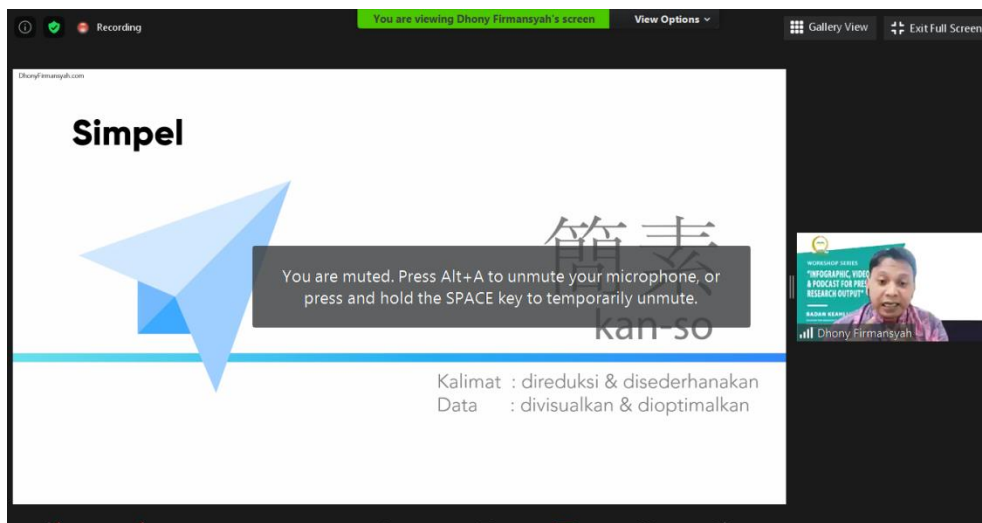 Recording
You are viewing Dhony Firmansyah's screen
View Options
Gallery View
Exit Full Screen
DhonyFirmansyah.com
Simpel
簡素
You are muted. Press Alt+A to unmute your microphone, or
press and hold the SPACE key to temporarily unmute.
kan-so
Kalimat : direduksi & disederhanakan
Data : divisualkan & dioptimalkan
WORKSHOP SERIES
"INFOGRAPHIC, VIDEO
& PODCAST FOR
RESEARCH OUTPUT"
BADAN
Dhony Firmansyah